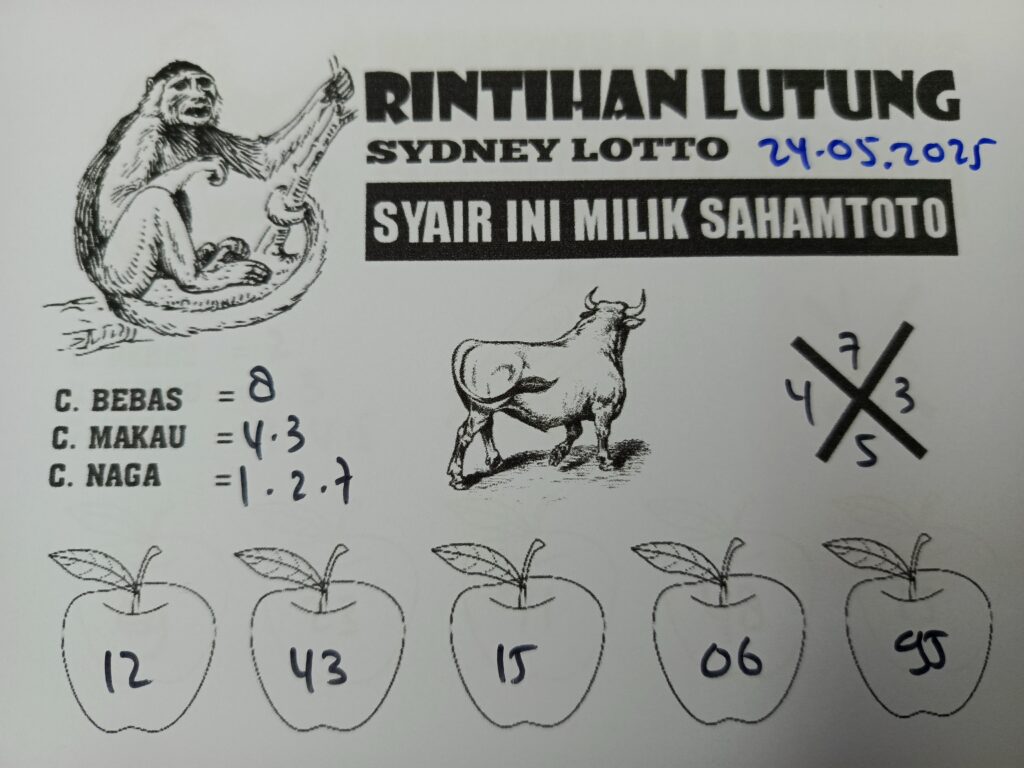 RINTIHAN LUTUNG
SYDNEY LOTTO 24.05.2025
SYAIR INI MILIK SAHAMTOTO
C. BEBAS = 8
C. MAKAU = 4.3
C. NAGA = 1.2.7
7
4 3
5
12 43 15 06 95